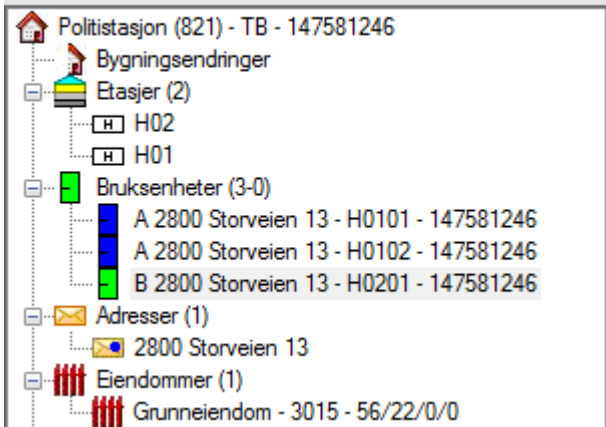 Politistasjon (821) - TB - 147581246
Bygningsendringer
Etasjer (2)
H H02
H H01
Bruksenheter (3-0)
A 2800 Storveien 13 - H0101 - 147581246
A 2800 Storveien 13 - H0102 - 147581246
B 2800 Storveien 13 - H0201 - 147581246
Adresser (1)
2800 Storveien 13
Eiendommer (1)
Grunneiendom - 3015 - 56/22/0/0